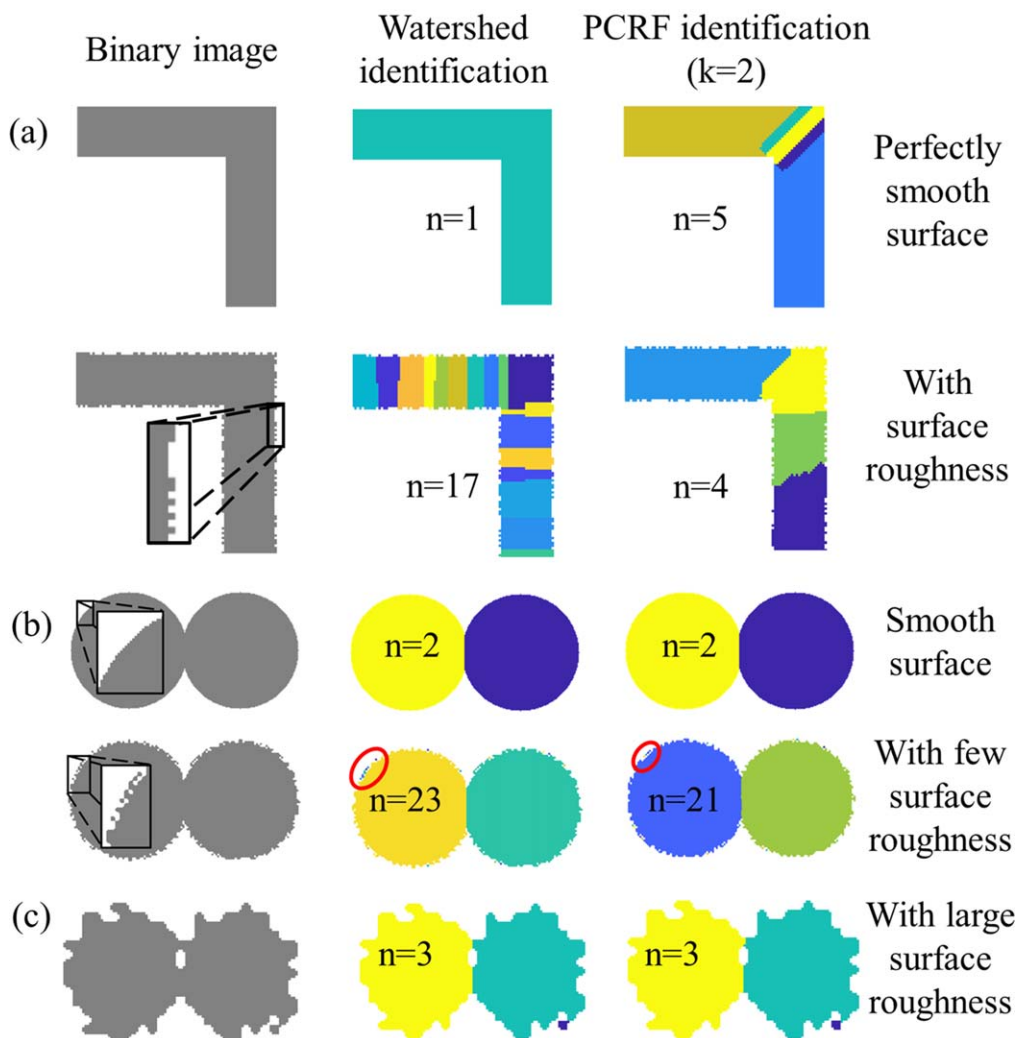 Binary image
Watershed
identification
PCRF identification
(k=2)
(a)
n=1
n=5
Perfectly
smooth
surface
n=17
n=4
With
surface
roughness
(b)
n=2
n=2
Smooth
surface
n=23
n=21
With few
surface
roughness
(c)
n=3
n=3
With large
surface
roughness